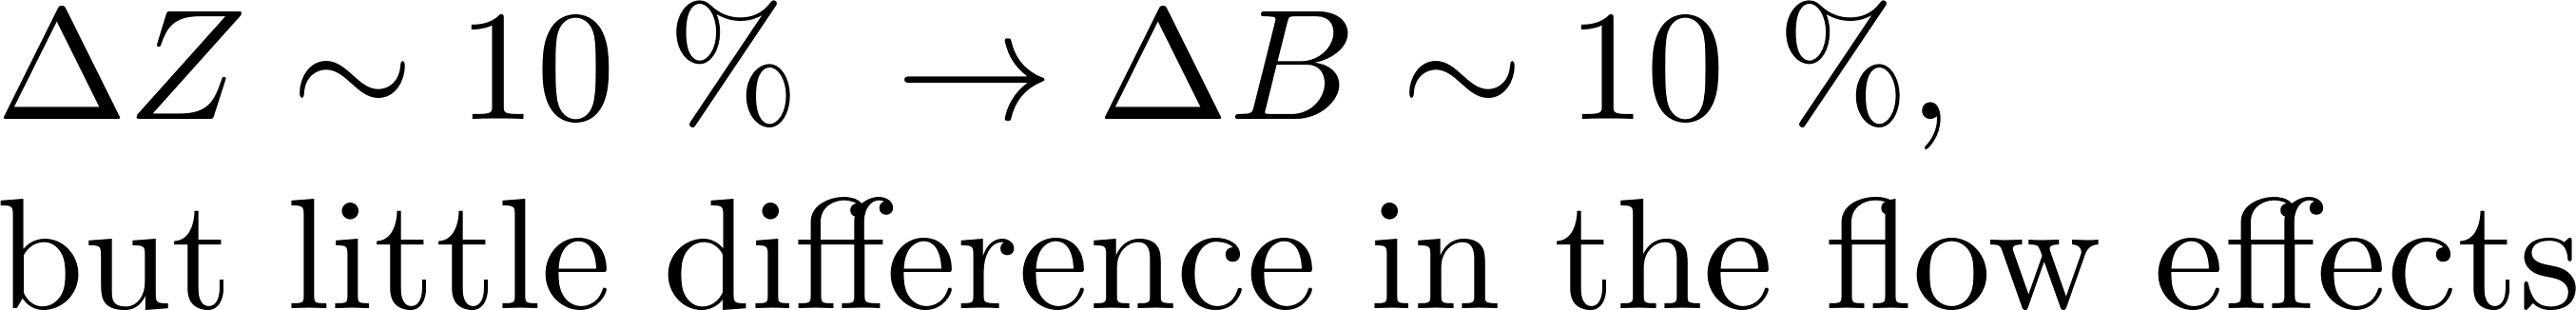 ΔZ ∼ 10 % → ΔB ∼ 10 %,
but little difference in the flow effects